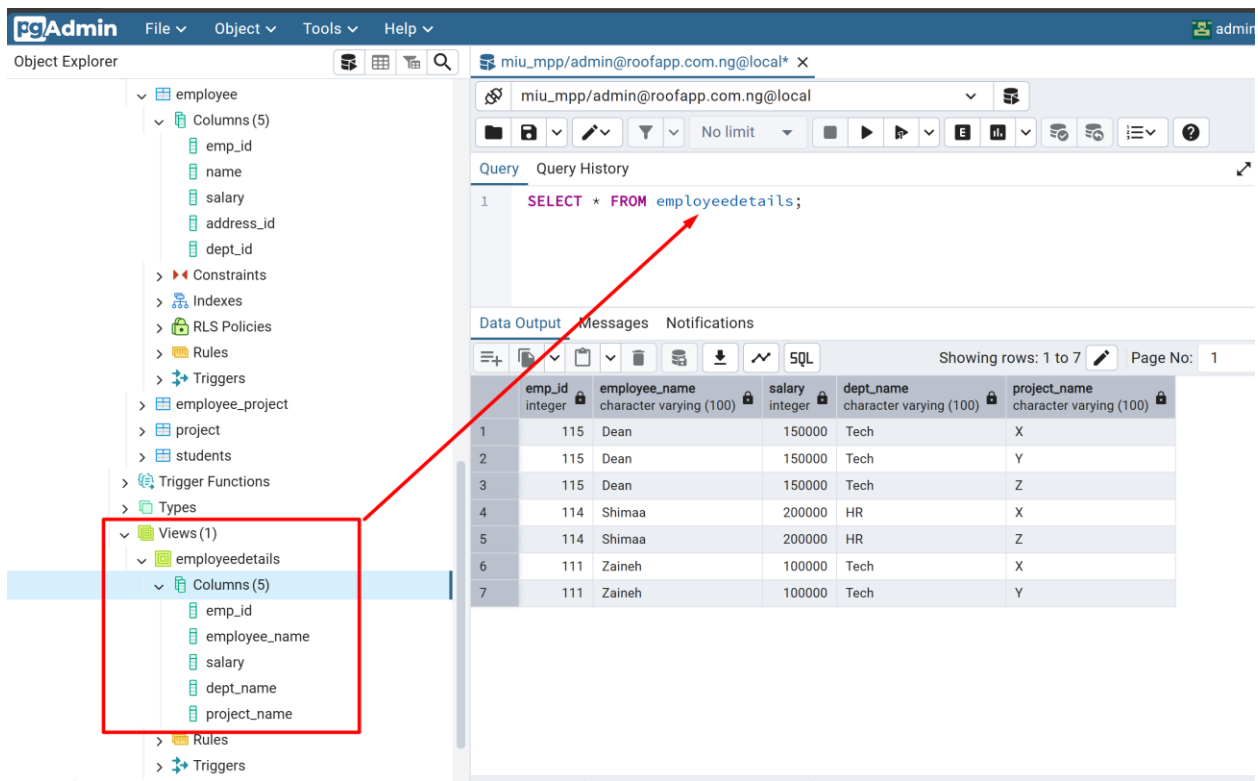 pgAdmin File Object Tools Help admin
Object Explorer
employee
Columns (5)
emp_id
name
salary
address_id
dept_id
Constraints
Indexes
RLS Policies
Rules
Triggers
employee_project
project
students
Trigger Functions
Types
Views (1)
employeedetails
Columns (5)
emp_id
employee_name
salary
dept_name
project_name
Rules
Triggers
miu_mpp/admin@roofapp.com.ng@local*
miu_mpp/admin@roofapp.com.ng@local
No limit E
Query Query History
1 SELECT * FROM employeedetails;
Data Output Messages Notifications
SQL Showing rows: 1 to 7 Page No: 1
emp_id employee_name salary dept_name project_name
integer character varying (100) integer character varying (100) character varying (100)
1 115 Dean 150000 Tech X
2 115 Dean 150000 Tech Y
3 115 Dean 150000 Tech Z
4 114 Shimaa 200000 HR X
5 114 Shimaa 200000 HR Z
6 111 Zaineh 100000 Tech X
7 111 Zaineh 100000 Tech Y